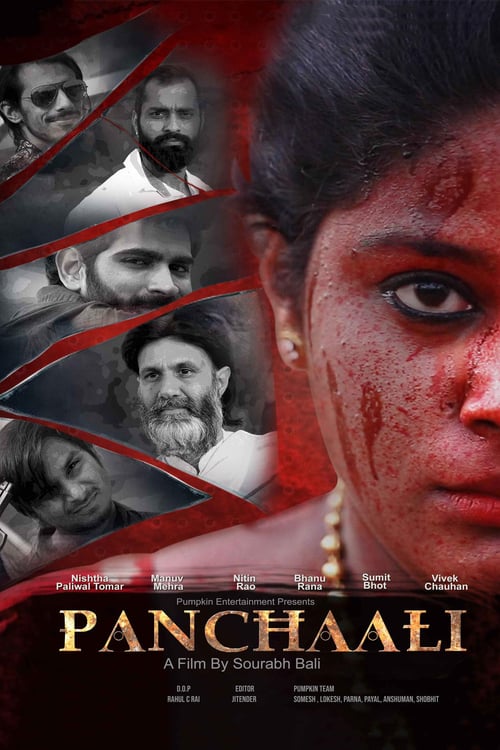 Nishtha Paliwal Tomar
Manuv Mehra
Nitin Rao
Bhanu Rana
Sumit Bhot
Vivek Chauhan
Pumpkin Entertainment Presents
PANCHAALI
A Film By Sourabh Bali
D.O.P
RAHUL C RAI
EDITOR
JITENDER
PUMPKIN TEAM
SOMESH , LOKESH, PARNA, PAYAL, ANSHUMAN, SHOBHIT